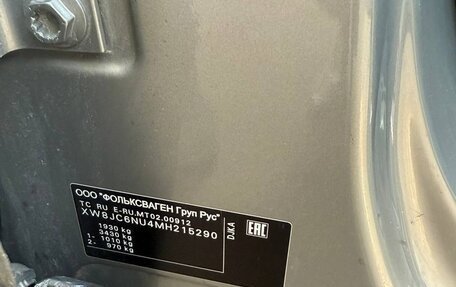 ООО "ФОЛЬКСВАГЕН Груп Рус"
TC RU E-RU.MT02.00912
XW8JC6NU4MH215290
1930 kg
3430 kg
1- 1010 kg
2- 970 kg
DJKA
EAC